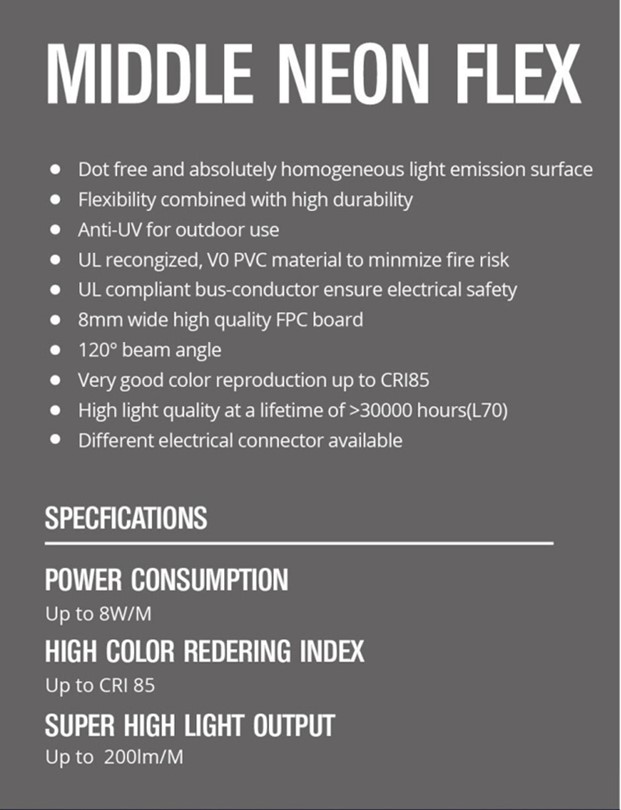 MIDDLE NEON FLEX
● Dot free and absolutely homogeneous light emission surface
● Flexibility combined with high durability
● Anti-UV for outdoor use
● UL recongized, V0 PVC material to minmize fire risk
● UL compliant bus-conductor ensure electrical safety
● 8mm wide high quality FPC board
● 120° beam angle
● Very good color reproduction up to CRI85
● High light quality at a lifetime of >30000 hours(L70)
● Different electrical connector available
SPECFICATIONS
POWER CONSUMPTION
Up to 8W/M
HIGH COLOR REDERING INDEX
Up to CRI 85
SUPER HIGH LIGHT OUTPUT
Up to 200lm/M